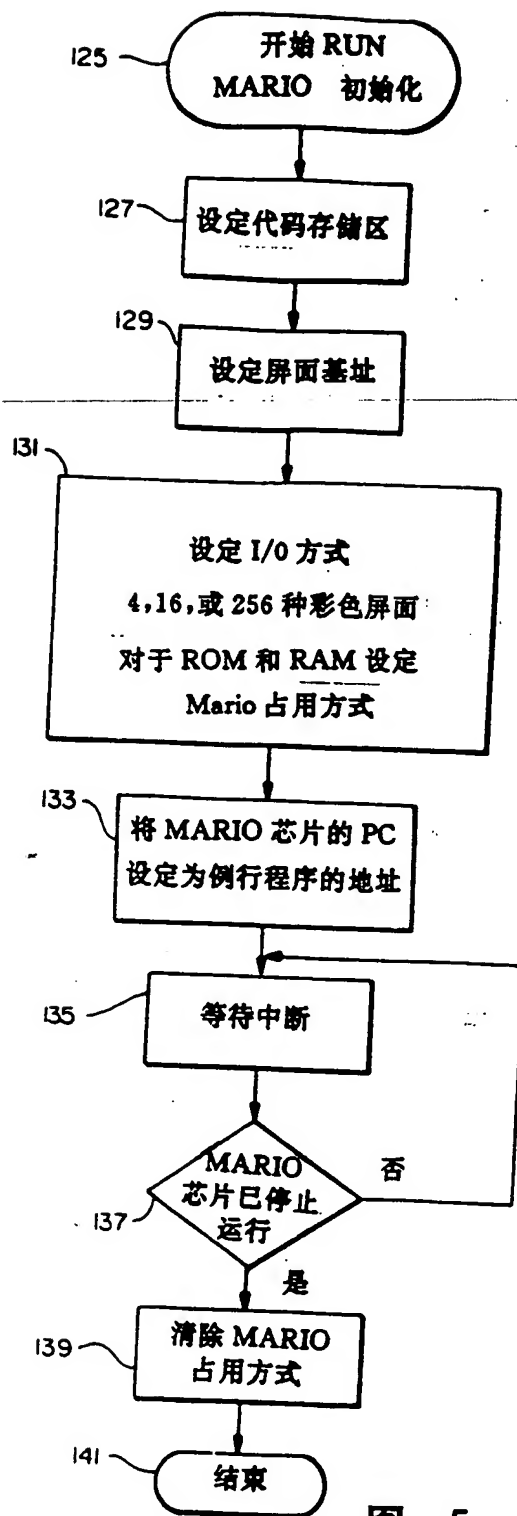 125
开始 RUN
MARIO 初始化
127
设定代码存储区
129
设定屏面基址
131
设定 I/0 方式
4,16,或 256 种彩色屏面
对于 ROM 和 RAM 设定
Mario 占用方式
133
将 MARIO 芯片的 PC
设定为例行程序的地址
135
等待中断
137
MARIO
芯片已停止
运行
否
是
139
清除 MARIO
占用方式
141
结束
图 5